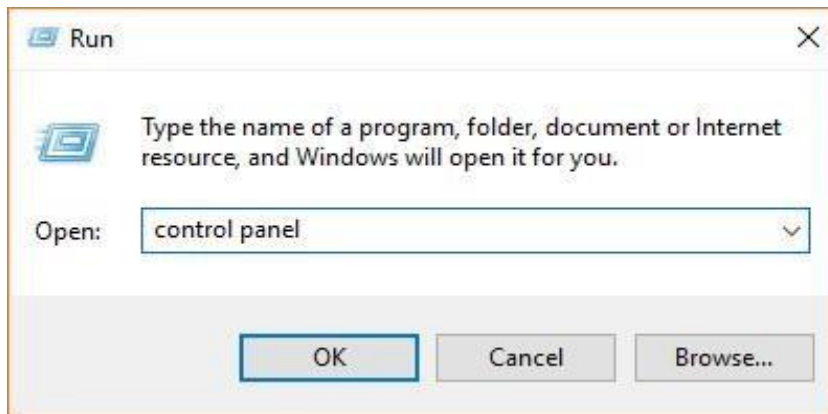 Run
Type the name of a program, folder, document or Internet
resource, and Windows will open it for you.
Open: control panel
OK Cancel Browse...